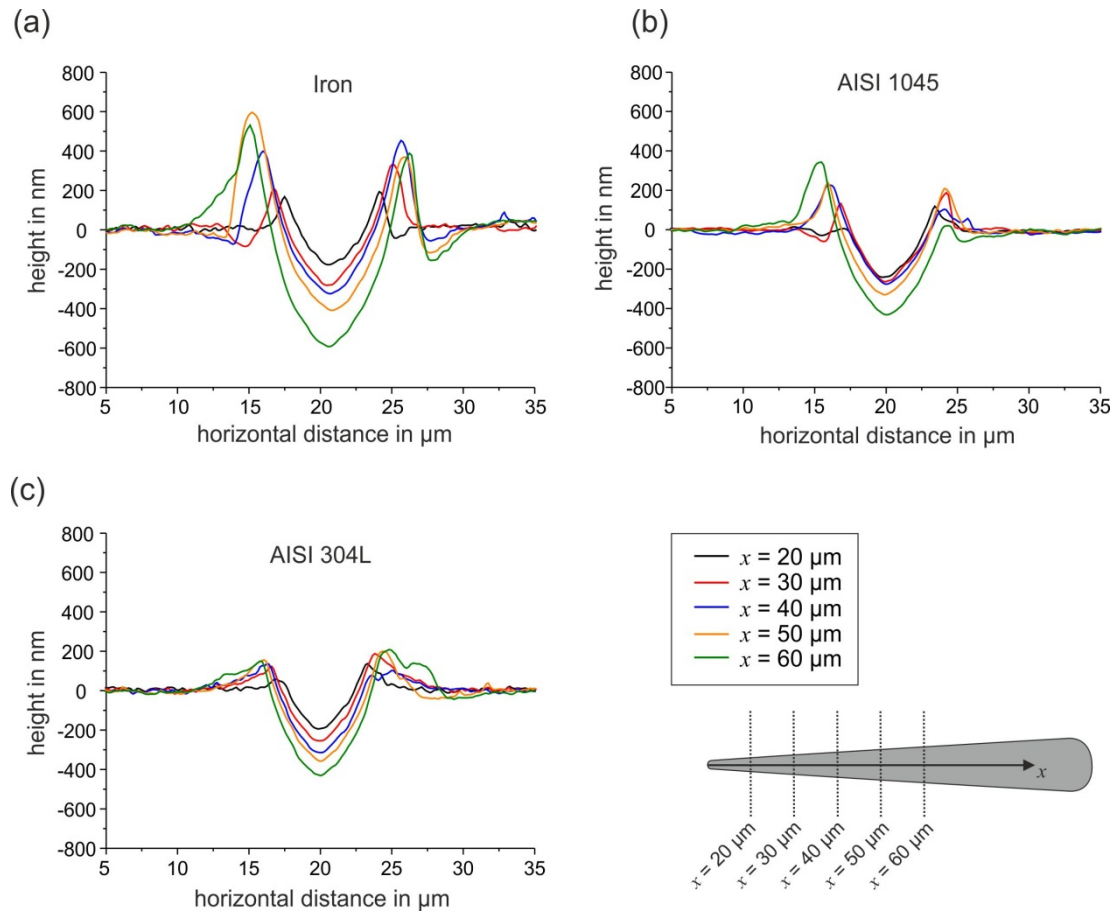 (a)
Iron
800
600
400
200
0
-200
-400
-600
-800
height in nm
5 10 15 20 25 30 35
horizontal distance in µm
(b)
AISI 1045
800
600
400
200
0
-200
-400
-600
-800
height in nm
5 10 15 20 25 30 35
horizontal distance in µm
(c)
AISI 304L
800
600
400
200
0
-200
-400
-600
-800
height in nm
5 10 15 20 25 30 35
horizontal distance in µm
x = 20 µm
x = 30 µm
x = 40 µm
x = 50 µm
x = 60 µm
x
x = 20 µm
x = 30 µm
x = 40 µm
x = 50 µm
x = 60 µm